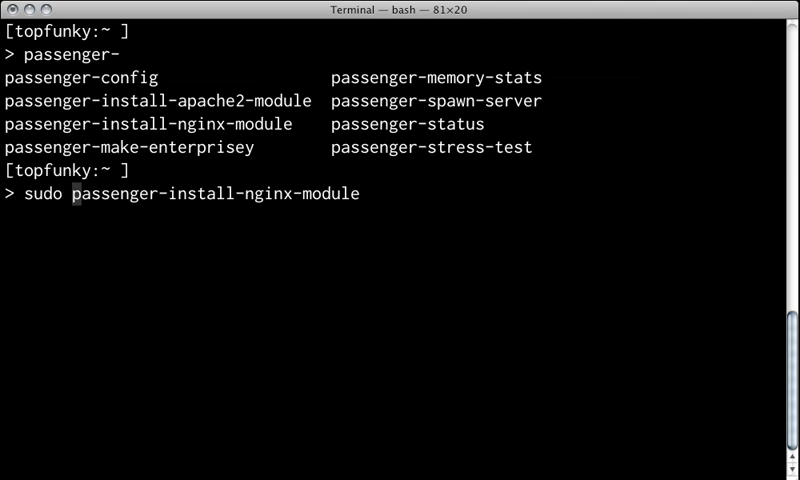 Terminal — bash — 81×20
[topfunky:~ ]
> passenger-
passenger-config passenger-memory-stats
passenger-install-apache2-module passenger-spawn-server
passenger-install-nginx-module passenger-status
passenger-make-enterprisey passenger-stress-test
[topfunky:~ ]
> sudo passenger-install-nginx-module